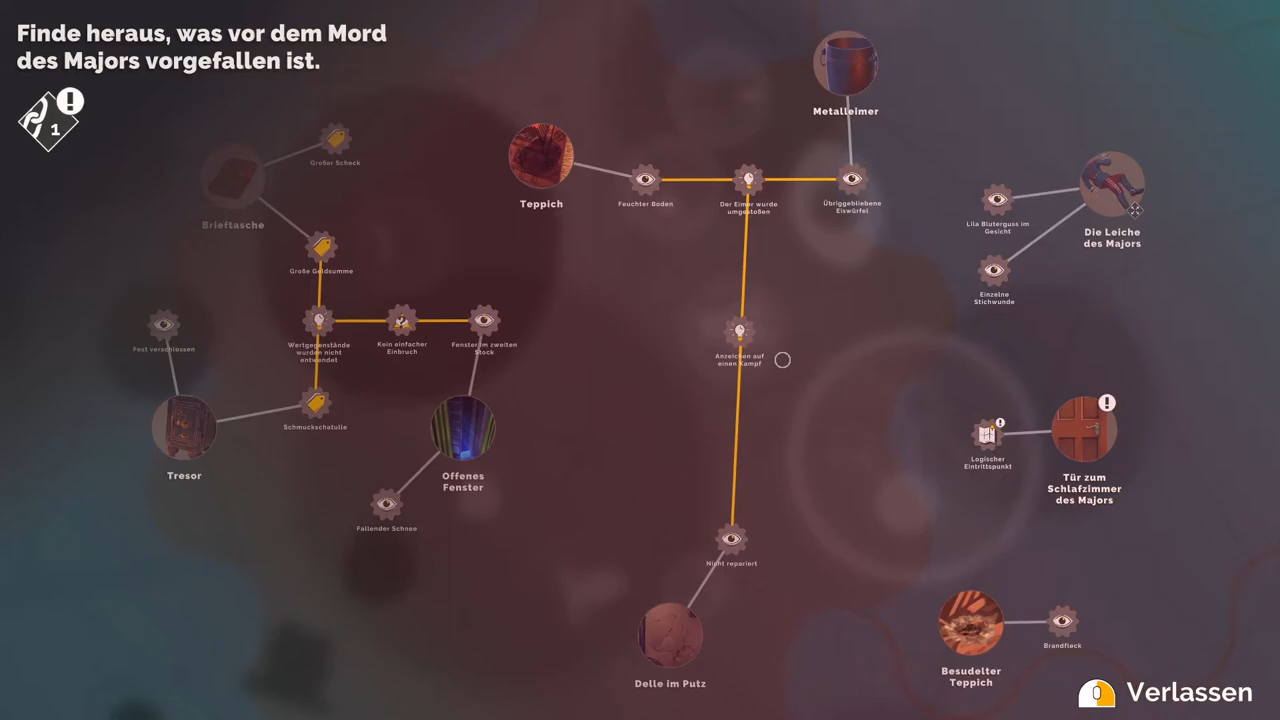 Finde heraus, was vor dem Mord
des Majors vorgefallen ist.
!
1
Metalleimer
Großer Scheck
Teppich
Feuchter Boden
Der Eimer wurde
umgestoßen
Übriggebliebene
Eiswürfel
Brieftasche
Lila Bluterguss im
Gesicht
Die Leiche
des Majors
Große Geldsumme
Einzelne
Stichwunde
Fest verschlossen
Wertgegenstände
wurden nicht
entwendet
Kein einfacher
Einbruch
Fenster im zweiten
Stock
Anzeichen auf
einen Kampf
Schmuckschatulle
!
!
Logischer
Eintrittspunkt
Tresor
Offenes
Fenster
Tür zum
Schlafzimmer
des Majors
Fallender Schnee
Nicht repariert
Brandfleck
Besudelter
Teppich
Delle im Putz
Verlassen